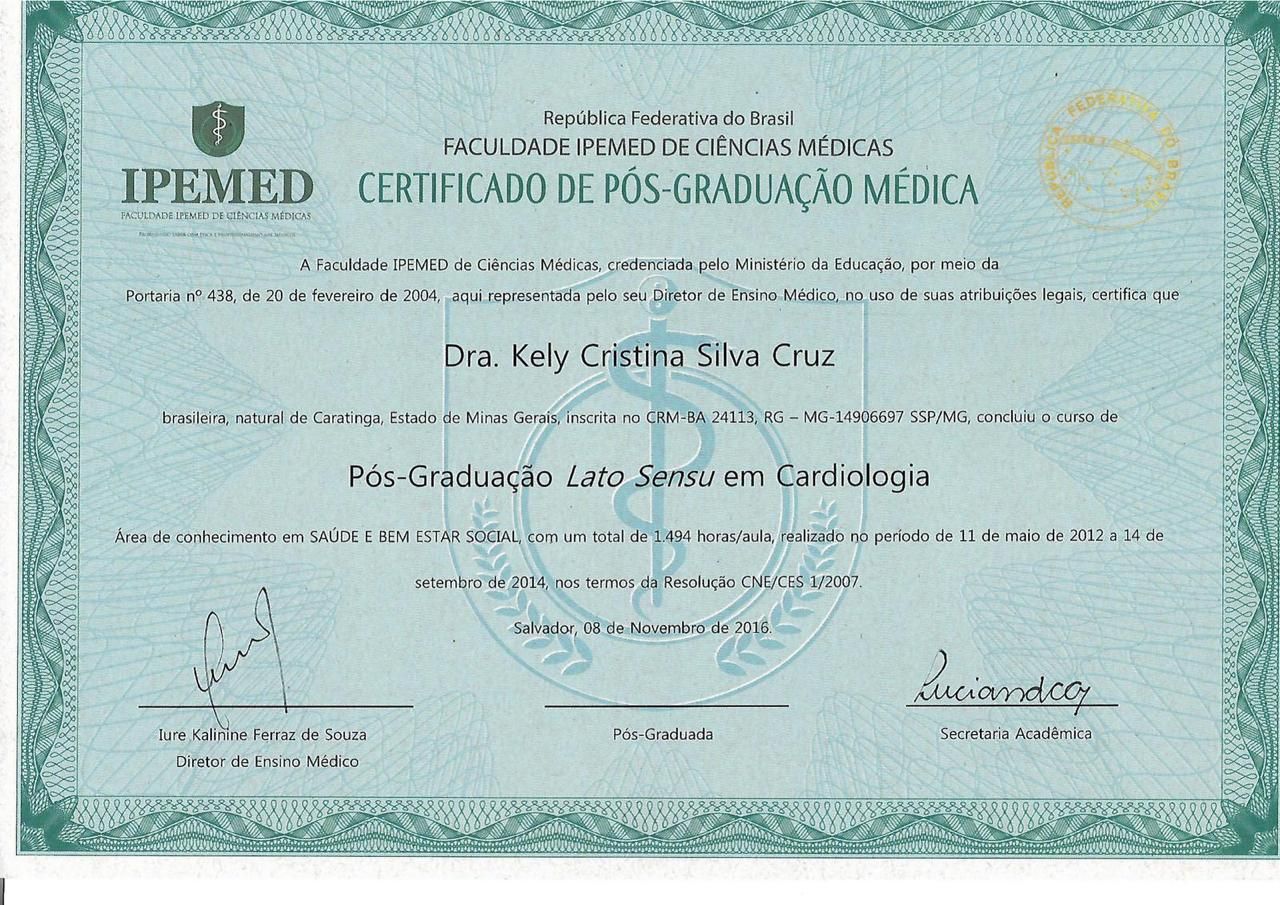 República Federativa do Brasil
FACULDADE IPEMED DE CIÊNCIAS MÉDICAS
CERTIFICADO DE PÓS-GRADUAÇÃO MÉDICA
IPEMED
FACULDADE IPEMED DE CIÊNCIAS MÉDICAS
REPÚBLICA FEDERATIVA DO BRASIL
A Faculdade IPEMED de Ciências Médicas, credenciada pelo Ministério da Educação, por meio da
Portaria nº 438, de 20 de fevereiro de 2004, aqui representada pelo seu Diretor de Ensino Médico, no uso de suas atribuições legais, certifica que
Dra. Kely Cristina Silva Cruz
brasileira, natural de Caratinga, Estado de Minas Gerais, inscrita no CRM-BA 24113, RG – MG-14906697 SSP/MG, concluiu o curso de
Pós-Graduação Lato Sensu em Cardiologia
Área de conhecimento em SAÚDE E BEM ESTAR SOCIAL, com um total de 1.494 horas/aula, realizado no período de 11 de maio de 2012 a 14 de
setembro de 2014, nos termos da Resolução CNE/CES 1/2007.
Salvador, 08 de Novembro de 2016.
Iure Kalinine Ferraz de Souza
Diretor de Ensino Médico
Pós-Graduada
Secretaria Acadêmica